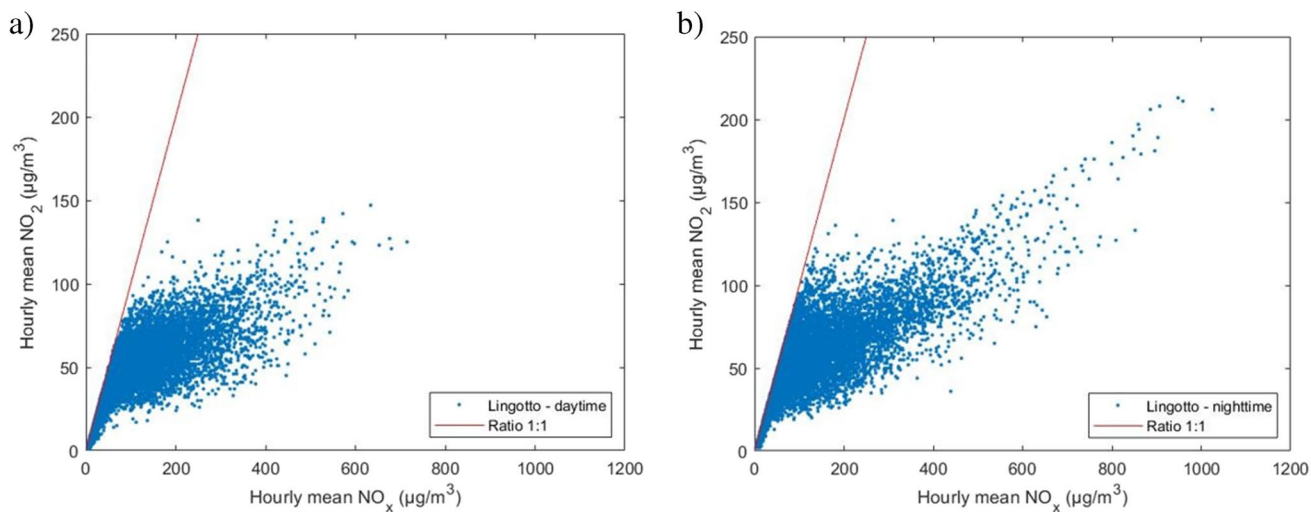 a)
250
200
150
100
50
0
Hourly mean NO₂ (µg/m³)
0 200 400 600 800 1000 1200
Hourly mean NOₓ (µg/m³)
Lingotto - daytime
Ratio 1:1
b)
250
200
150
100
50
0
Hourly mean NO₂ (µg/m³)
0 200 400 600 800 1000 1200
Hourly mean NOₓ (µg/m³)
Lingotto - nighttime
Ratio 1:1